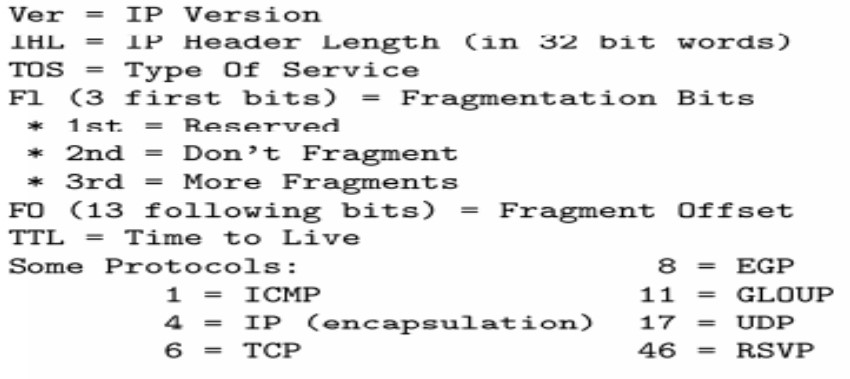 Ver = IP Version
IHL = IP Header Length (in 32 bit words)
TOS = Type Of Service
Fl (3 first bits) = Fragmentation Bits
* 1st = Reserved
* 2nd = Don't Fragment
* 3rd = More Fragments
FO (13 following bits) = Fragment Offset
TTL = Time to Live
Some Protocols: 8 = EGP
1 = ICMP 11 = GLOUP
4 = IP (encapsulation) 17 = UDP
6 = TCP 46 = RSVP